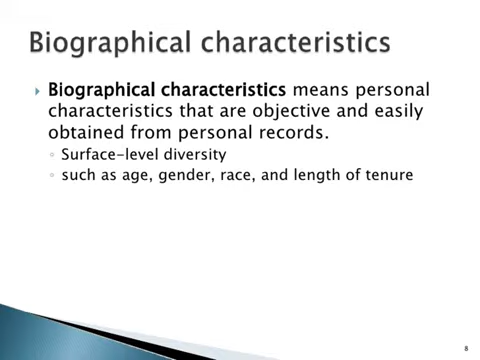 Biographical characteristics
Biographical characteristics means personal
characteristics that are objective and easily
obtained from personal records.
Surface-level diversity
such as age, gender, race, and length of tenure
8